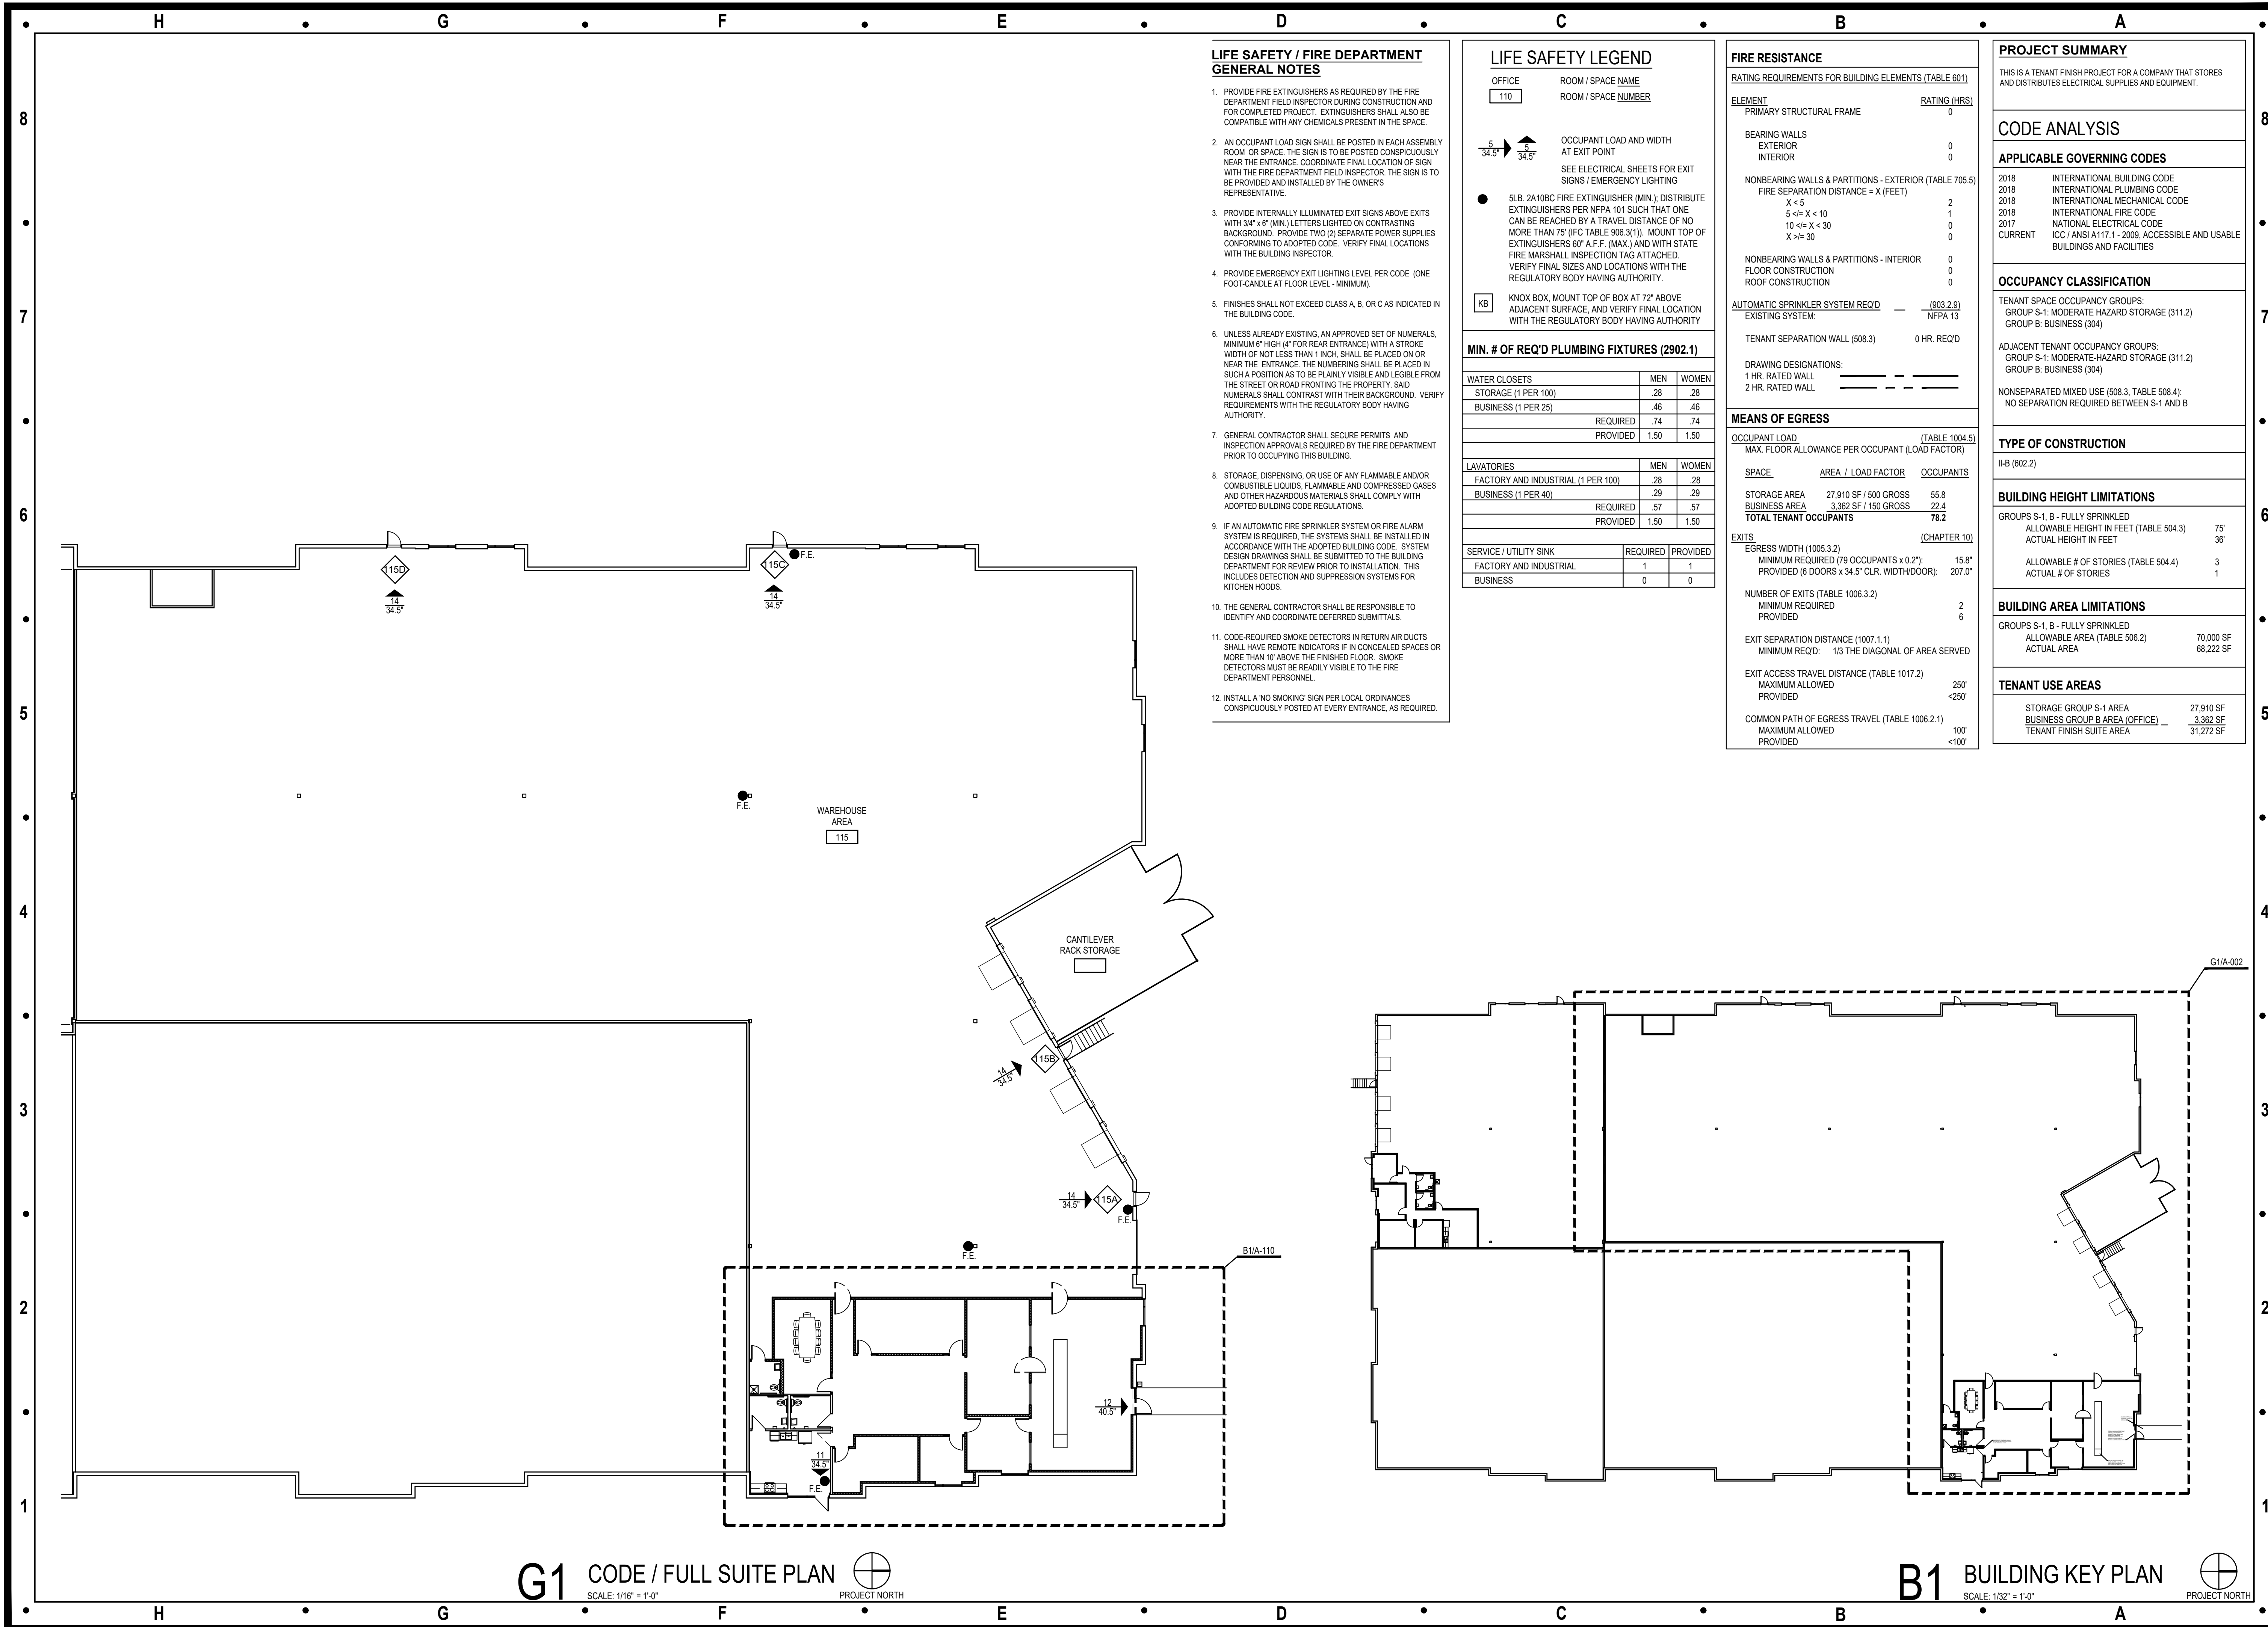 H G F E D C B A
8
7
6
5
4
3
2
1
LIFE SAFETY / FIRE DEPARTMENT
GENERAL NOTES
1. PROVIDE FIRE EXTINGUISHERS AS REQUIRED BY THE FIRE
DEPARTMENT FIELD INSPECTOR DURING CONSTRUCTION AND
FOR COMPLETED PROJECT. EXTINGUISHERS SHALL ALSO BE
COMPATIBLE WITH ANY CHEMICALS PRESENT IN THE SPACE.
2. AN OCCUPANT LOAD SIGN SHALL BE POSTED IN EACH ASSEMBLY
ROOM OR SPACE. THE SIGN IS TO BE POSTED CONSPICUOUSLY
NEAR THE ENTRANCE. COORDINATE FINAL LOCATION OF SIGN
WITH THE FIRE DEPARTMENT FIELD INSPECTOR. THE SIGN IS TO
BE PROVIDED AND INSTALLED BY THE OWNER'S
REPRESENTATIVE.
3. PROVIDE INTERNALLY ILLUMINATED EXIT SIGNS ABOVE EXITS
WITH 3/4" x 6" (MIN.) LETTERS LIGHTED ON CONTRASTING
BACKGROUND. PROVIDE TWO (2) SEPARATE POWER SUPPLIES
CONFORMING TO ADOPTED CODE. VERIFY FINAL LOCATIONS
WITH THE BUILDING INSPECTOR.
4. PROVIDE EMERGENCY EXIT LIGHTING LEVEL PER CODE (ONE
FOOT-CANDLE AT FLOOR LEVEL - MINIMUM).
5. FINISHES SHALL NOT EXCEED CLASS A, B, OR C AS INDICATED IN
THE BUILDING CODE.
6. UNLESS ALREADY EXISTING, AN APPROVED SET OF NUMERALS,
MINIMUM 6" HIGH (4" FOR REAR ENTRANCE) WITH A STROKE
WIDTH OF NOT LESS THAN 1 INCH, SHALL BE PLACED ON OR
NEAR THE ENTRANCE. THE NUMBERING SHALL BE PLACED IN
SUCH A POSITION AS TO BE PLAINLY VISIBLE AND LEGIBLE FROM
THE STREET OR ROAD FRONTING THE PROPERTY. SAID
NUMERALS SHALL CONTRAST WITH THEIR BACKGROUND. VERIFY
REQUIREMENTS WITH THE REGULATORY BODY HAVING
AUTHORITY.
7. GENERAL CONTRACTOR SHALL SECURE PERMITS AND
INSPECTION APPROVALS REQUIRED BY THE FIRE DEPARTMENT
PRIOR TO OCCUPYING THIS BUILDING.
8. STORAGE, DISPENSING, OR USE OF ANY FLAMMABLE AND/OR
COMBUSTIBLE LIQUIDS, FLAMMABLE AND COMPRESSED GASES
AND OTHER HAZARDOUS MATERIALS SHALL COMPLY WITH
ADOPTED BUILDING CODE REGULATIONS.
9. IF AN AUTOMATIC FIRE SPRINKLER SYSTEM OR FIRE ALARM
SYSTEM IS REQUIRED, THE SYSTEMS SHALL BE INSTALLED IN
ACCORDANCE WITH THE ADOPTED BUILDING CODE. SYSTEM
DESIGN DRAWINGS SHALL BE SUBMITTED TO THE BUILDING
DEPARTMENT FOR REVIEW PRIOR TO INSTALLATION. THIS
INCLUDES DETECTION AND SUPPRESSION SYSTEMS FOR
KITCHEN HOODS.
10. THE GENERAL CONTRACTOR SHALL BE RESPONSIBLE TO
IDENTIFY AND COORDINATE DEFERRED SUBMITTALS.
11. CODE-REQUIRED SMOKE DETECTORS IN RETURN AIR DUCTS
SHALL HAVE REMOTE INDICATORS IF IN CONCEALED SPACES OR
MORE THAN 10' ABOVE THE FINISHED FLOOR. SMOKE
DETECTORS MUST BE READILY VISIBLE TO THE FIRE
DEPARTMENT PERSONNEL.
12. INSTALL A 'NO SMOKING' SIGN PER LOCAL ORDINANCES
CONSPICUOUSLY POSTED AT EVERY ENTRANCE, AS REQUIRED.
LIFE SAFETY LEGEND
OFFICE ROOM / SPACE NAME
110 ROOM / SPACE NUMBER
5
34.5"
5
34.5"
OCCUPANT LOAD AND WIDTH
AT EXIT POINT
SEE ELECTRICAL SHEETS FOR EXIT
SIGNS / EMERGENCY LIGHTING
5LB. 2A10BC FIRE EXTINGUISHER (MIN.); DISTRIBUTE
EXTINGUISHERS PER NFPA 101 SUCH THAT ONE
CAN BE REACHED BY A TRAVEL DISTANCE OF NO
MORE THAN 75' (IFC TABLE 906.3(1)). MOUNT TOP OF
EXTINGUISHERS 60" A.F.F. (MAX.) AND WITH STATE
FIRE MARSHALL INSPECTION TAG ATTACHED.
VERIFY FINAL SIZES AND LOCATIONS WITH THE
REGULATORY BODY HAVING AUTHORITY.
KB KNOX BOX, MOUNT TOP OF BOX AT 72" ABOVE
ADJACENT SURFACE, AND VERIFY FINAL LOCATION
WITH THE REGULATORY BODY HAVING AUTHORITY
MIN. # OF REQ'D PLUMBING FIXTURES (2902.1)
WATER CLOSETS MEN WOMEN
STORAGE (1 PER 100) .28 .28
BUSINESS (1 PER 25) .46 .46
REQUIRED .74 .74
PROVIDED 1.50 1.50
LAVATORIES MEN WOMEN
FACTORY AND INDUSTRIAL (1 PER 100) .28 .28
BUSINESS (1 PER 40) .29 .29
REQUIRED .57 .57
PROVIDED 1.50 1.50
SERVICE / UTILITY SINK REQUIRED PROVIDED
FACTORY AND INDUSTRIAL 1 1
BUSINESS 0 0
FIRE RESISTANCE
RATING REQUIREMENTS FOR BUILDING ELEMENTS (TABLE 601)
ELEMENT RATING (HRS)
PRIMARY STRUCTURAL FRAME 0
BEARING WALLS
EXTERIOR 0
INTERIOR 0
NONBEARING WALLS & PARTITIONS - EXTERIOR (TABLE 705.5)
FIRE SEPARATION DISTANCE = X (FEET)
X < 5 2
5 </= X < 10 1
10 </= X < 30 0
X >/= 30 0
NONBEARING WALLS & PARTITIONS - INTERIOR 0
FLOOR CONSTRUCTION 0
ROOF CONSTRUCTION 0
AUTOMATIC SPRINKLER SYSTEM REQ'D (903.2.9)
EXISTING SYSTEM: NFPA 13
TENANT SEPARATION WALL (508.3) 0 HR. REQ'D
DRAWING DESIGNATIONS:
1 HR. RATED WALL
2 HR. RATED WALL
MEANS OF EGRESS
OCCUPANT LOAD (TABLE 1004.5)
MAX. FLOOR ALLOWANCE PER OCCUPANT (LOAD FACTOR)
SPACE AREA / LOAD FACTOR OCCUPANTS
STORAGE AREA 27,910 SF / 500 GROSS 55.8
BUSINESS AREA 3,362 SF / 150 GROSS 22.4
TOTAL TENANT OCCUPANTS 78.2
EXITS (CHAPTER 10)
EGRESS WIDTH (1005.3.2)
MINIMUM REQUIRED (79 OCCUPANTS x 0.2"): 15.8"
PROVIDED (6 DOORS x 34.5" CLR. WIDTH/DOOR): 207.0"
NUMBER OF EXITS (TABLE 1006.3.2)
MINIMUM REQUIRED 2
PROVIDED 6
EXIT SEPARATION DISTANCE (1007.1.1)
MINIMUM REQ'D: 1/3 THE DIAGONAL OF AREA SERVED
EXIT ACCESS TRAVEL DISTANCE (TABLE 1017.2)
MAXIMUM ALLOWED 250'
PROVIDED <250'
COMMON PATH OF EGRESS TRAVEL (TABLE 1006.2.1)
MAXIMUM ALLOWED 100'
PROVIDED <100'
PROJECT SUMMARY
THIS IS A TENANT FINISH PROJECT FOR A COMPANY THAT STORES
AND DISTRIBUTES ELECTRICAL SUPPLIES AND EQUIPMENT.
CODE ANALYSIS
APPLICABLE GOVERNING CODES
2018 INTERNATIONAL BUILDING CODE
2018 INTERNATIONAL PLUMBING CODE
2018 INTERNATIONAL MECHANICAL CODE
2018 INTERNATIONAL FIRE CODE
2017 NATIONAL ELECTRICAL CODE
CURRENT ICC / ANSI A117.1 - 2009, ACCESSIBLE AND USABLE
BUILDINGS AND FACILITIES
OCCUPANCY CLASSIFICATION
TENANT SPACE OCCUPANCY GROUPS:
GROUP S-1: MODERATE HAZARD STORAGE (311.2)
GROUP B: BUSINESS (304)
ADJACENT TENANT OCCUPANCY GROUPS:
GROUP S-1: MODERATE-HAZARD STORAGE (311.2)
GROUP B: BUSINESS (304)
NONSEPARATED MIXED USE (508.3, TABLE 508.4):
NO SEPARATION REQUIRED BETWEEN S-1 AND B
TYPE OF CONSTRUCTION
II-B (602.2)
BUILDING HEIGHT LIMITATIONS
GROUPS S-1, B - FULLY SPRINKLED
ALLOWABLE HEIGHT IN FEET (TABLE 504.3) 75'
ACTUAL HEIGHT IN FEET 36'
ALLOWABLE # OF STORIES (TABLE 504.4) 3
ACTUAL # OF STORIES 1
BUILDING AREA LIMITATIONS
GROUPS S-1, B - FULLY SPRINKLED
ALLOWABLE AREA (TABLE 506.2) 70,000 SF
ACTUAL AREA 68,222 SF
TENANT USE AREAS
STORAGE GROUP S-1 AREA 27,910 SF
BUSINESS GROUP B AREA (OFFICE) 3,362 SF
TENANT FINISH SUITE AREA 31,272 SF
115D
14
34.5"
F.E.
115C
14
34.5"
F.E.
WAREHOUSE
AREA
115
CANTILEVER
RACK STORAGE
115B
14
34.5"
14
34.5"
115A
F.E.
F.E.
B1/A-110
12
40.5"
11
34.5"
F.E.
G1/A-002
G1 CODE / FULL SUITE PLAN
SCALE: 1/16" = 1'-0"
PROJECT NORTH
B1 BUILDING KEY PLAN
SCALE: 1/32" = 1'-0"
PROJECT NORTH
8
7
6
5
4
3
2
1
H G F E D C B A